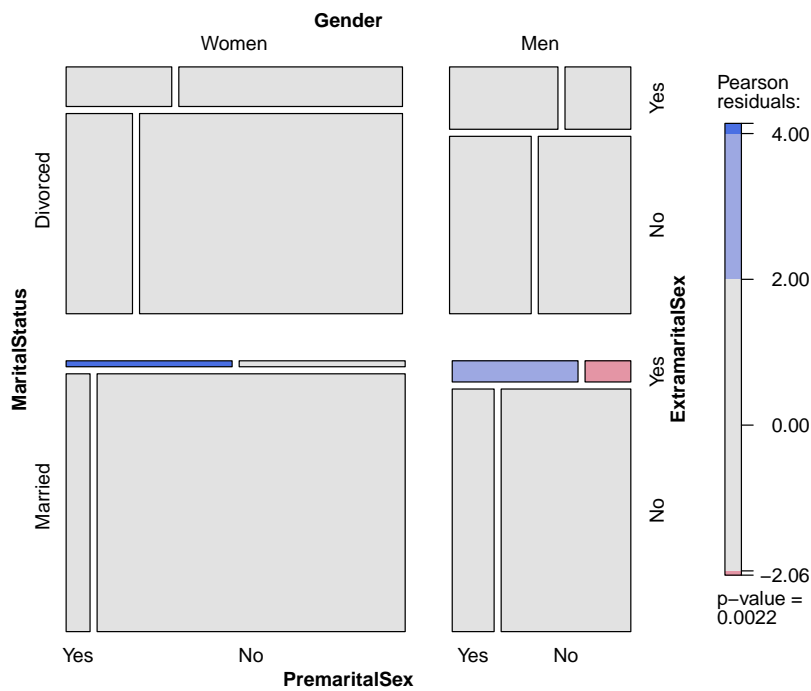 Gender
Women Men
MaritalStatus
Divorced
Married
Yes
No
Yes
No
ExtramaritalSex
Yes No Yes No
PremaritalSex
Pearson
residuals:
4.00
2.00
0.00
−2.06
p−value =
0.0022